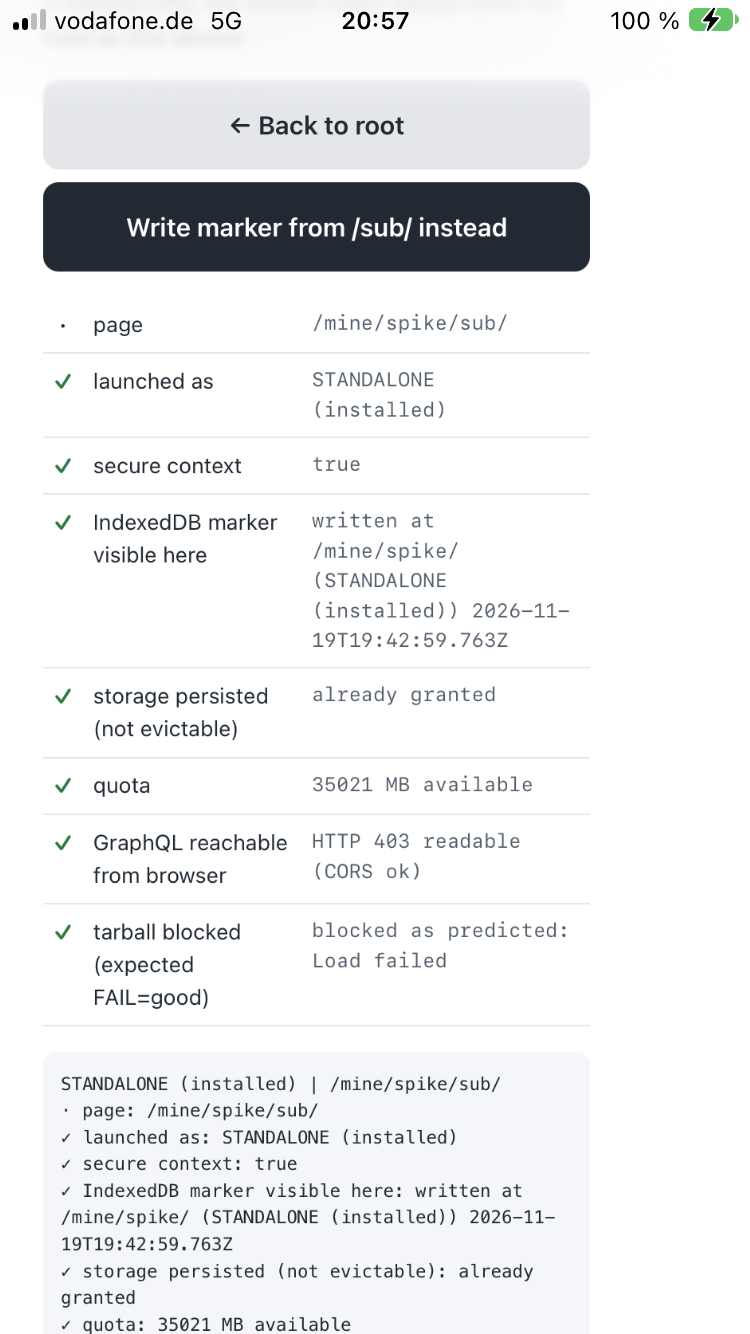 vodafone.de 5G 20:57 100 %
← Back to root
Write marker from /sub/ instead
· page /mine/spike/sub/
✓ launched as STANDALONE
(installed)
✓ secure context true
✓ IndexedDB marker written at
visible here /mine/spike/
(STANDALONE
(installed)) 2026-11-
19T19:42:59.763Z
✓ storage persisted already granted
(not evictable)
✓ quota 35021 MB available
✓ GraphQL reachable HTTP 403 readable
from browser (CORS ok)
✓ tarball blocked blocked as predicted:
(expected Load failed
FAIL=good)
STANDALONE (installed) | /mine/spike/sub/
· page: /mine/spike/sub/
✓ launched as: STANDALONE (installed)
✓ secure context: true
✓ IndexedDB marker visible here: written at
/mine/spike/ (STANDALONE (installed)) 2026-11-
19T19:42:59.763Z
✓ storage persisted (not evictable): already
granted
✓ quota: 35021 MB available